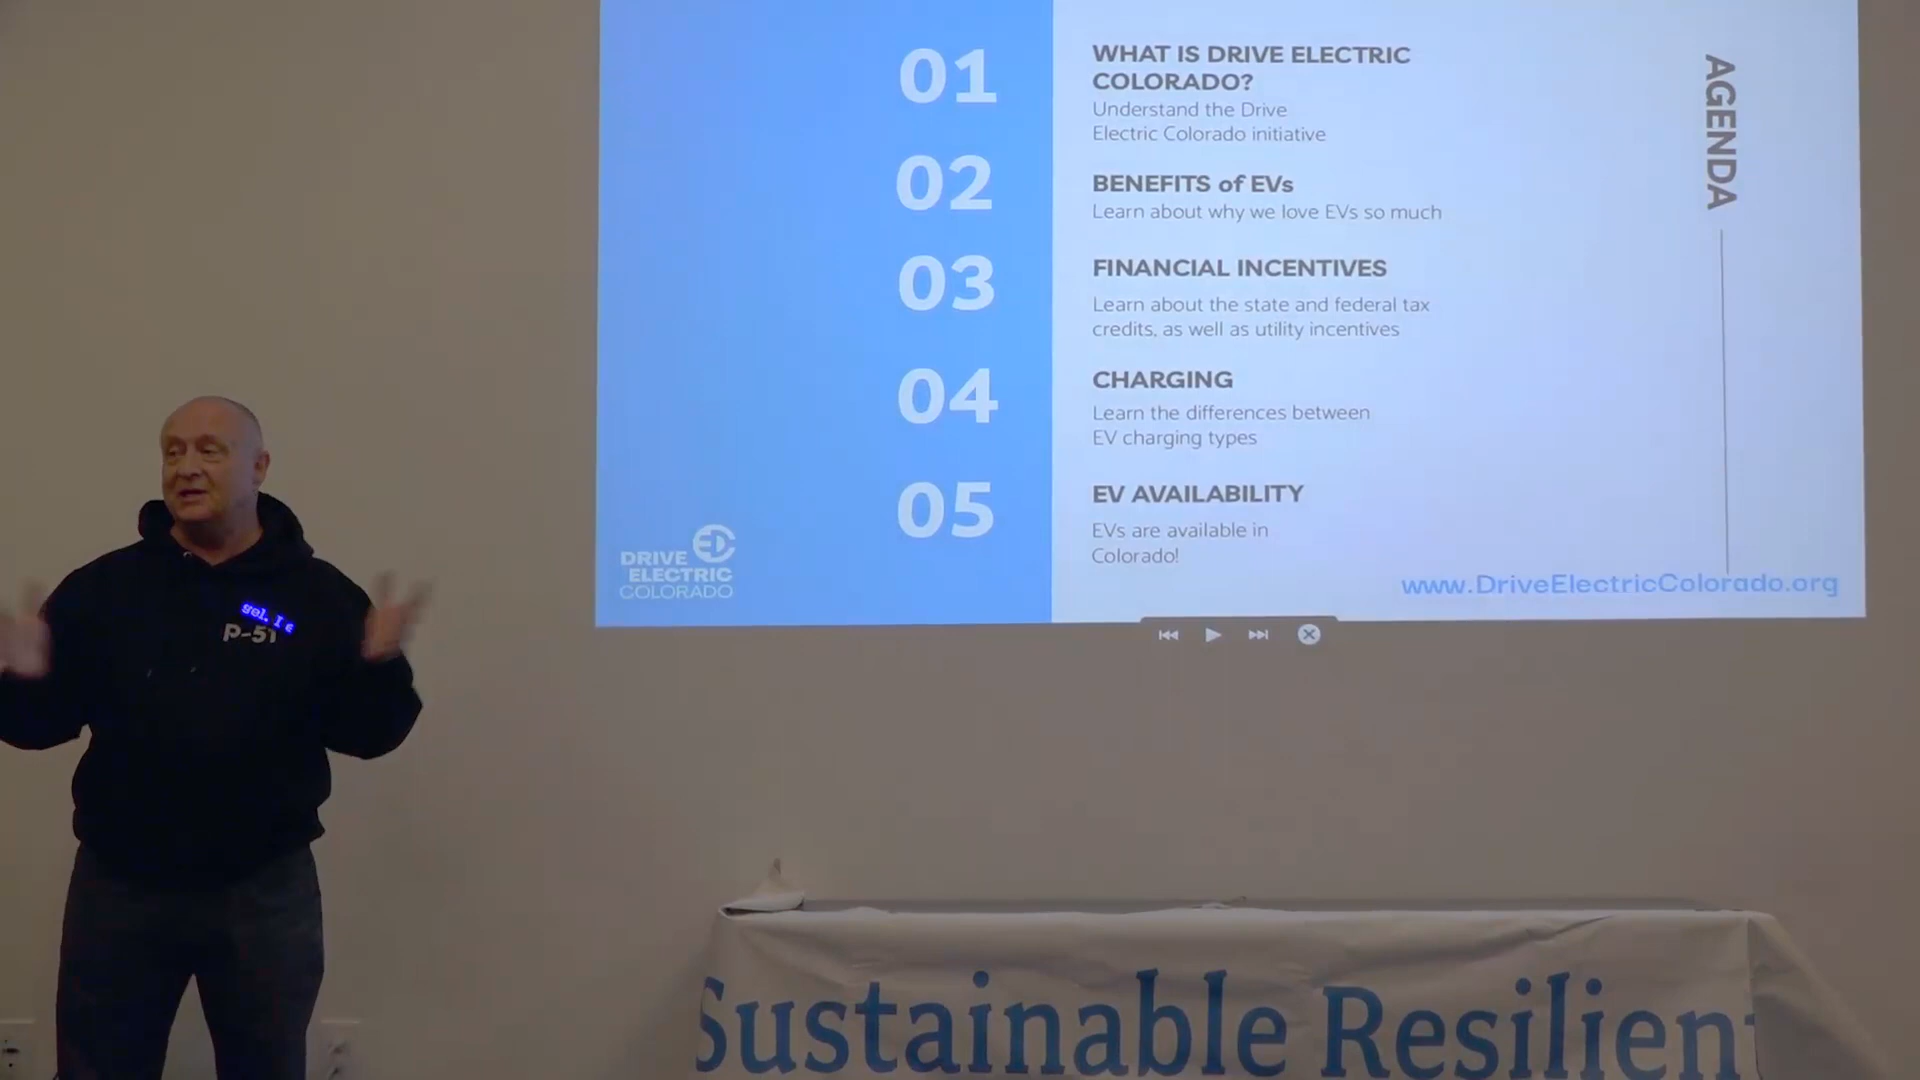 01
WHAT IS DRIVE ELECTRIC
COLORADO?
Understand the Drive
Electric Colorado initiative
02
BENEFITS of EVs
Learn about why we love EVs so much
03
FINANCIAL INCENTIVES
Learn about the state and federal tax
credits, as well as utility incentives
04
CHARGING
Learn the differences between
EV charging types
05
EV AVAILABILITY
EVs are available in
Colorado!
AGENDA
DRIVE
ELECTRIC
COLORADO
www.DriveElectricColorado.org
gel. I
P-51
Sustainable Resilient